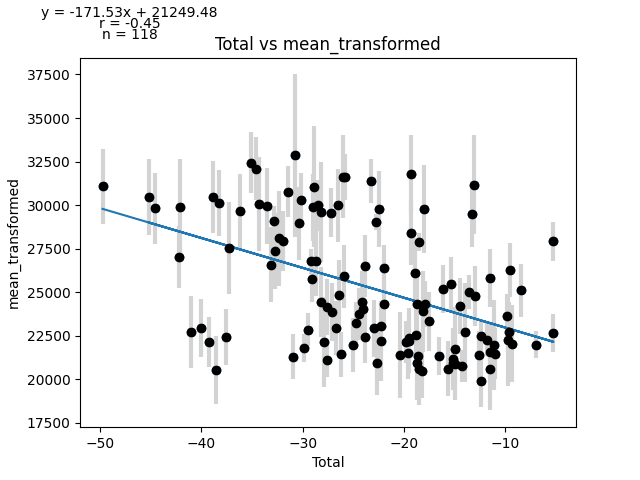 y = -171.53x + 21249.48
r = -0.45
n = 118
Total vs mean_transformed
37500
35000
32500
30000
27500
25000
22500
20000
17500
mean_transformed
−50
−40
−30
−20
−10
Total